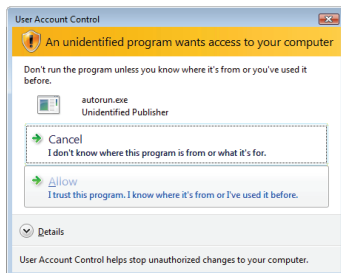 User Account Control
An unidentified program wants access to your computer
Don't run the program unless you know where it's from or you've used it
before.
autorun.exe
Unidentified Publisher
Cancel
I don't know where this program is from or what it's for.
Allow
I trust this program. I know where it's from or I've used it before.
Details
User Account Control helps stop unauthorized changes to your computer.